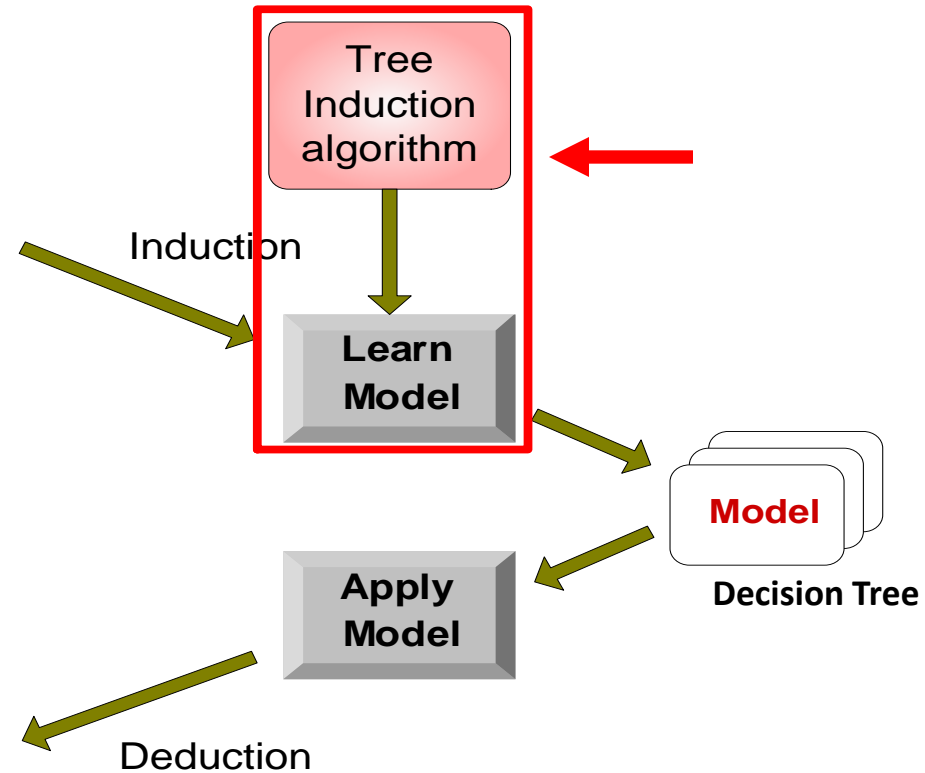 Tree
Induction
algorithm
Induction
Learn
Model
Model
Decision Tree
Apply
Model
Deduction